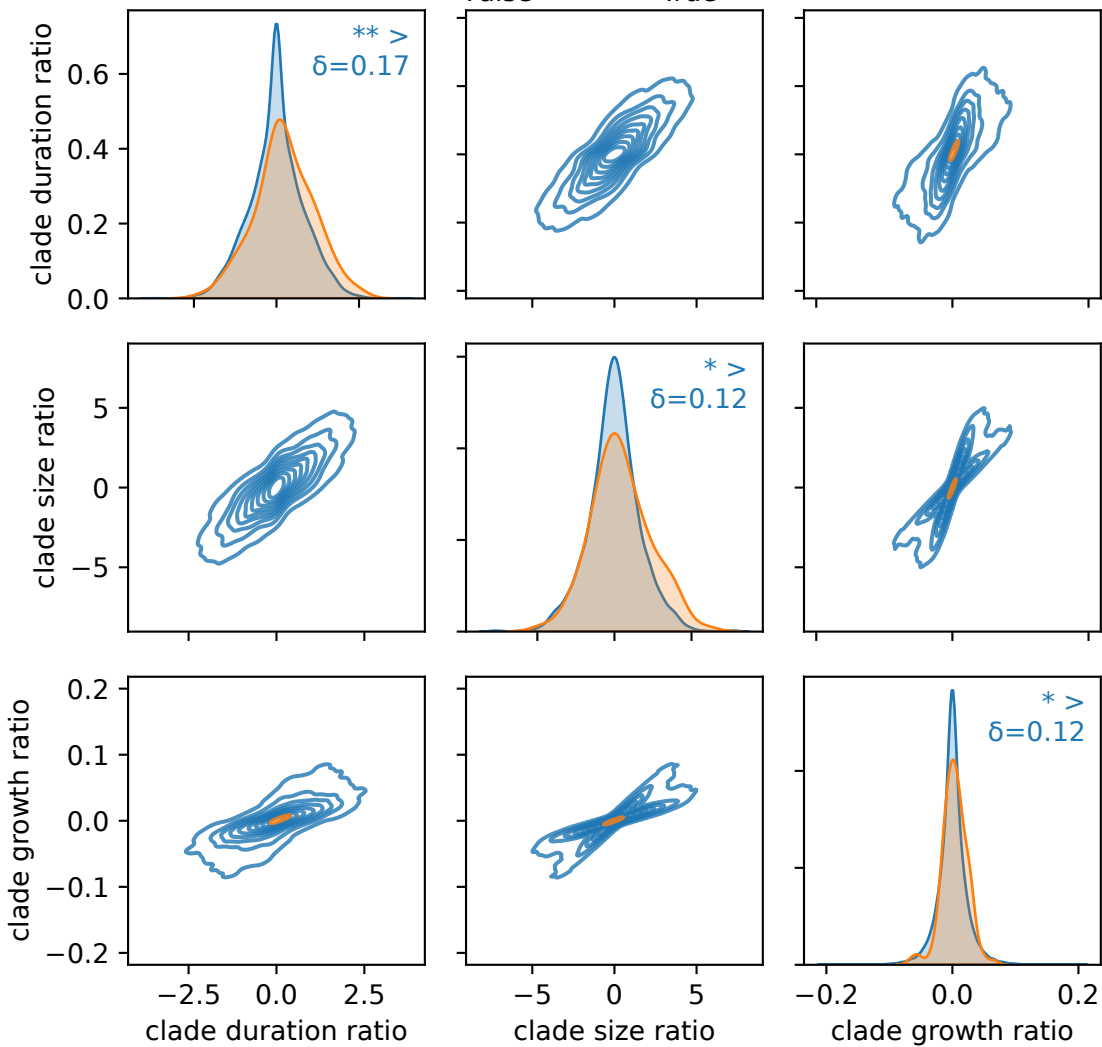 clade duration ratio
0.6
0.4
0.2
0.0
** >
δ=0.17
clade size ratio
5
0
−5
* >
δ=0.12
clade growth ratio
0.2
0.1
0.0
−0.1
−0.2
* >
δ=0.12
−2.5 0.0 2.5
−5 0 5
−0.2 0.0 0.2
clade duration ratio
clade size ratio
clade growth ratio